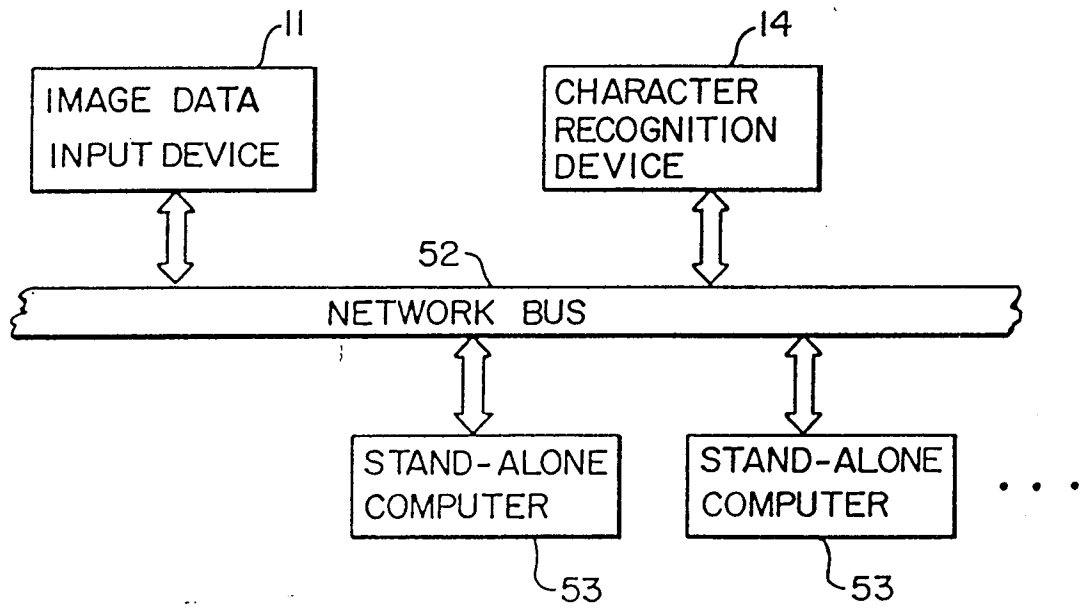 11
14
IMAGE DATA
INPUT DEVICE
CHARACTER
RECOGNITION
DEVICE
52
NETWORK BUS
STAND-ALONE
COMPUTER
STAND-ALONE
COMPUTER
. . .
53
53